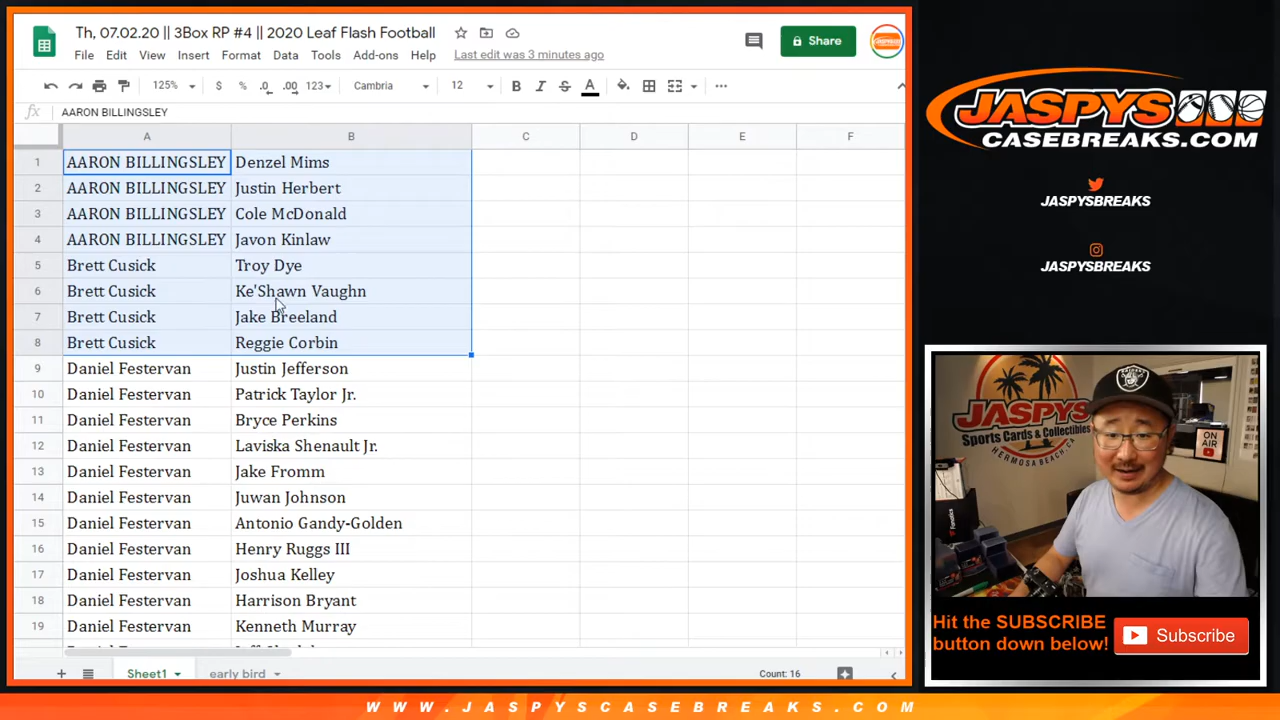 Th, 07.02.20 || 3Box RP #4 || 2020 Leaf Flash Football
File Edit View Insert Format Data Tools Add-ons Help Last edit was 3 minutes ago
Share
125% $ % .0 .00 123 Cambria 12 B I S A
fx AARON BILLINGSLEY
A B C D E F
1 AARON BILLINGSLEY Denzel Mims
2 AARON BILLINGSLEY Justin Herbert
3 AARON BILLINGSLEY Cole McDonald
4 AARON BILLINGSLEY Javon Kinlaw
5 Brett Cusick Troy Dye
6 Brett Cusick Ke'Shawn Vaughn
7 Brett Cusick Jake Breeland
8 Brett Cusick Reggie Corbin
9 Daniel Festervan Justin Jefferson
10 Daniel Festervan Patrick Taylor Jr.
11 Daniel Festervan Bryce Perkins
12 Daniel Festervan Laviska Shenault Jr.
13 Daniel Festervan Jake Fromm
14 Daniel Festervan Juwan Johnson
15 Daniel Festervan Antonio Gandy-Golden
16 Daniel Festervan Henry Ruggs III
17 Daniel Festervan Joshua Kelley
18 Daniel Festervan Harrison Bryant
19 Daniel Festervan Kenneth Murray
Sheet1 early bird Count: 16
JASPYS
CASEBREAKS.COM
JASPYSBREAKS
JASPYSBREAKS
JASPYS
Sports Cards & Collectibles
HERMOSA BEACH, CA
RAIDERS
ON AIR
Fanatics
Hit the SUBSCRIBE
button down below!
Subscribe
WWW.JASPYSCASEBREAKS.COM